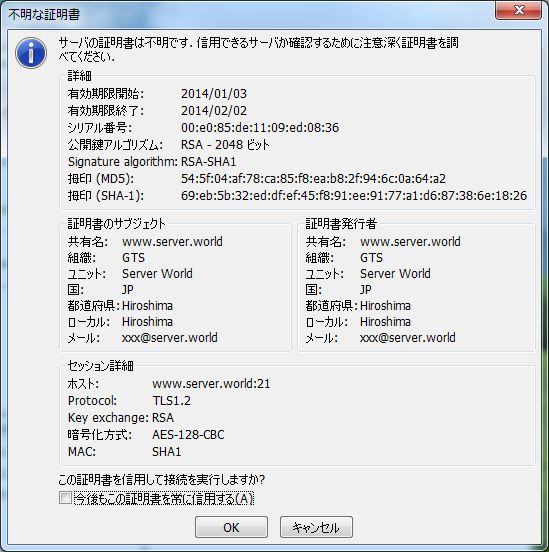 不明な証明書
サーバの証明書は不明です. 信用できるサーバか確認するために注意深く証明書を調
べてください.
詳細
有効期限開始: 2014/01/03
有効期限終了: 2014/02/02
シリアル番号: 00:e0:85:de:11:09:ed:08:36
公開鍵アルゴリズム: RSA - 2048 ビット
Signature algorithm: RSA-SHA1
拇印 (MD5): 54:5f:04:af:78:ca:85:f8:ea:b8:2f:94:6c:0a:64:a2
拇印 (SHA-1): 69:eb:5b:32:ed:df:ef:45:f8:91:ee:91:77:a1:d6:87:38:6e:18:26
証明書のサブジェクト
共有名: www.server.world
組織: GTS
ユニット: Server World
国: JP
都道府県: Hiroshima
ローカル: Hiroshima
メール: xxx@server.world
証明書発行者
共有名: www.server.world
組織: GTS
ユニット: Server World
国: JP
都道府県: Hiroshima
ローカル: Hiroshima
メール: xxx@server.world
セッション詳細
ホスト: www.server.world:21
Protocol: TLS1.2
Key exchange: RSA
暗号化方式: AES-128-CBC
MAC: SHA1
この証明書を信用して接続を実行しますか?
今後もこの証明書を常に信用する(A)
OK
キャンセル